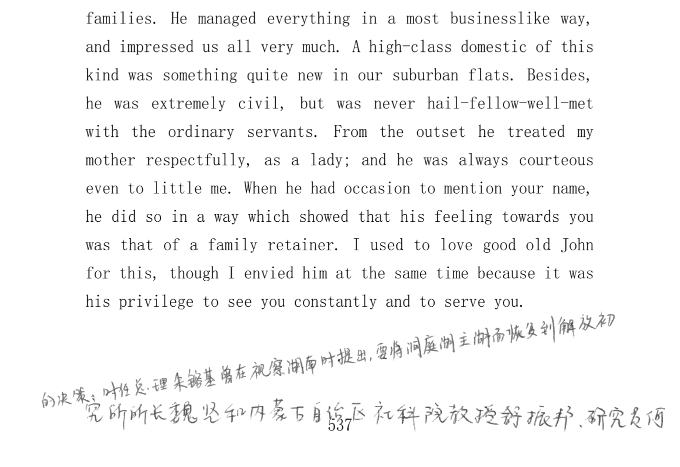 families. He managed everything in a most businesslike way,
and impressed us all very much. A high-class domestic of this
kind was something quite new in our suburban flats. Besides,
he was extremely civil, but was never hail-fellow-well-met
with the ordinary servants. From the outset he treated my
mother respectfully, as a lady; and he was always courteous
even to little me. When he had occasion to mention your name,
he did so in a way which showed that his feeling towards you
was that of a family retainer. I used to love good old John
for this, though I envied him at the same time because it was
his privilege to see you constantly and to serve you.
的决策：时任总理朱镕基曾在视察湖南时提出，要将洞庭湖主湖面恢复到解放初
究所所长魏坚和内蒙古自治区社科院教授舒振邦、研究员何
537